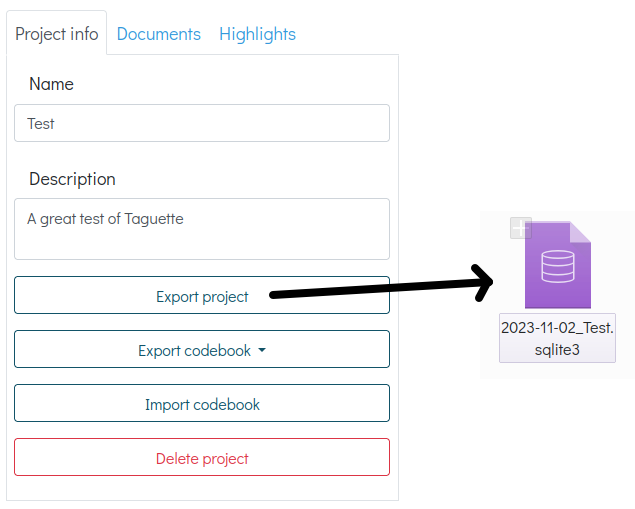 Project info Documents Highlights
Name
Test
Description
A great test of Taguette
Export project
Export codebook
Import codebook
Delete project
2023-11-02_Test.
sqlite3